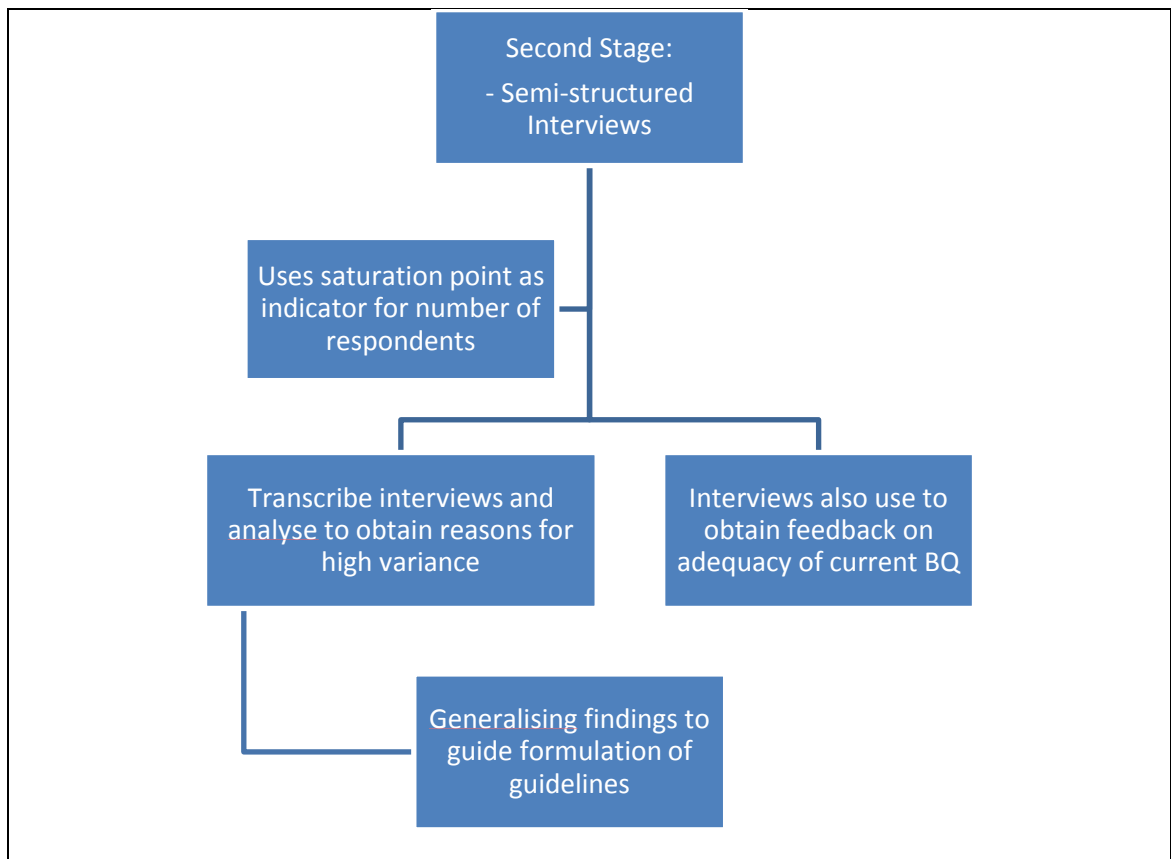 Second Stage:
- Semi-structured
Interviews
Uses saturation point as
indicator for number of
respondents
Transcribe interviews and
analyse to obtain reasons for
high variance
Interviews also use to
obtain feedback on
adequacy of current BQ
Generalising findings to
guide formulation of
guidelines